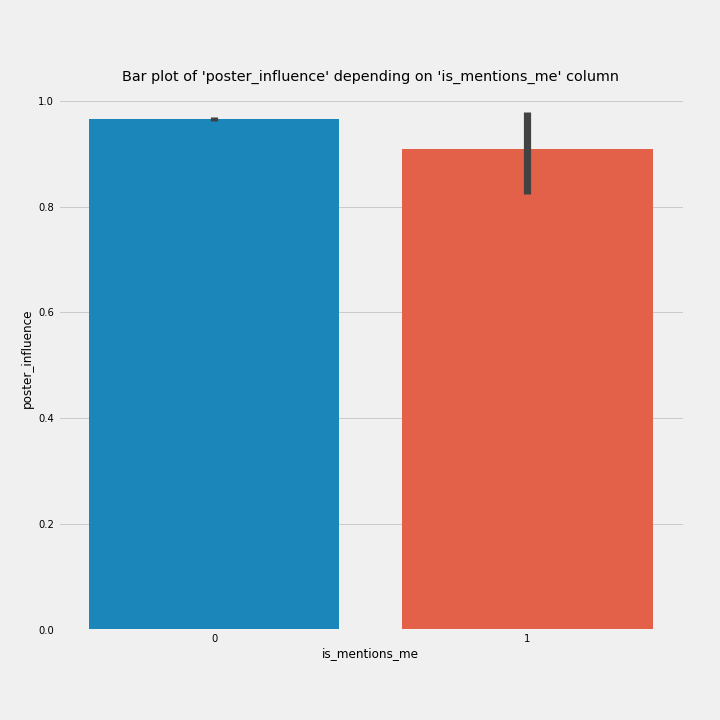 Bar plot of 'poster_influence' depending on 'is_mentions_me' column
1.0
0.8
0.6
0.4
0.2
0.0
poster_influence
0
1
is_mentions_me